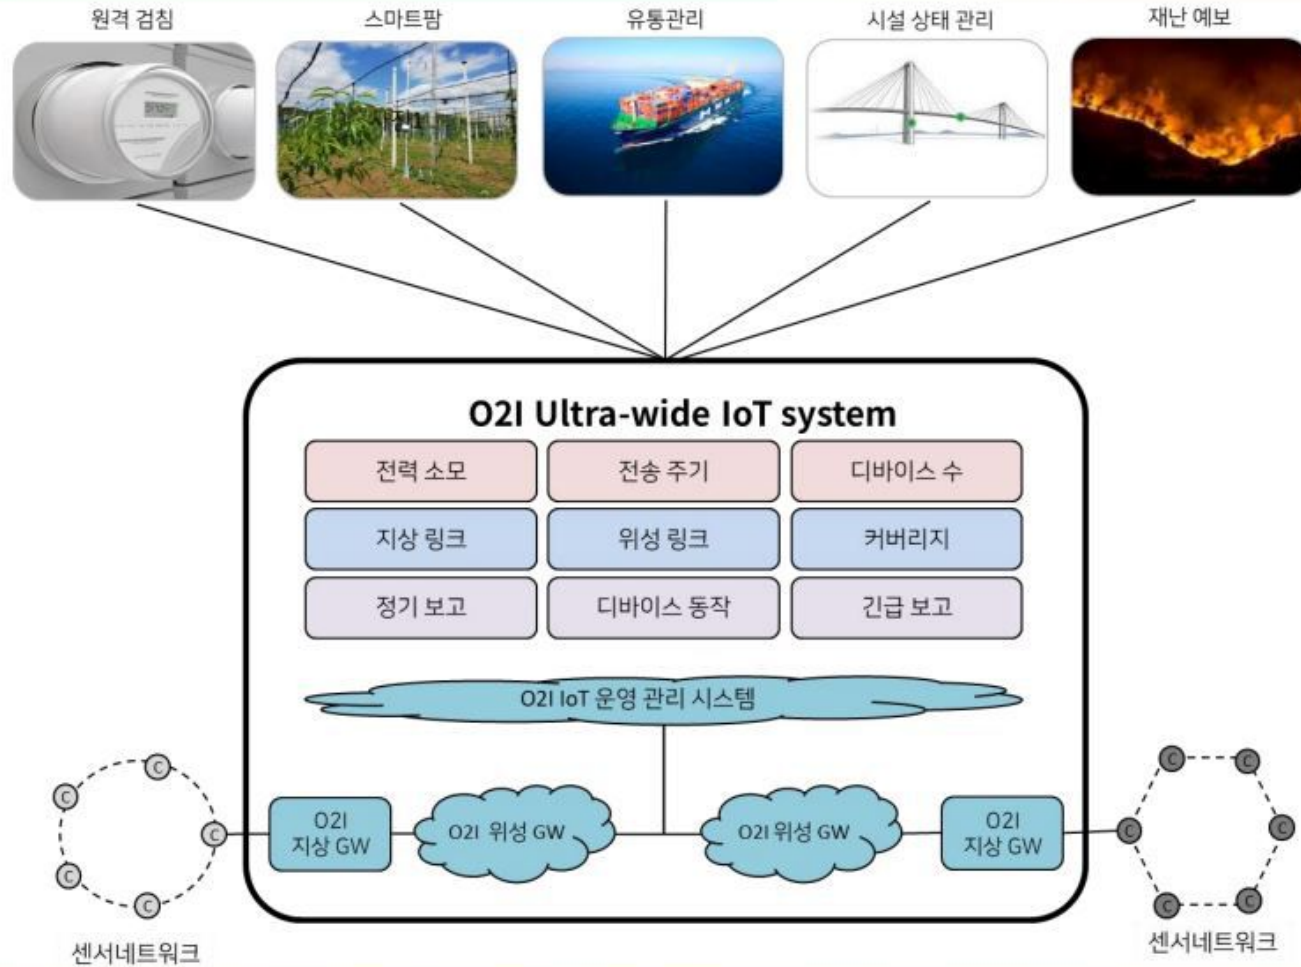 원격 검침
스마트팜
유통관리
시설 상태 관리
재난 예보
O2I Ultra-wide IoT system
전력 소모
전송 주기
디바이스 수
지상 링크
위성 링크
커버리지
정기 보고
디바이스 동작
긴급 보고
O2I IoT 운영 관리 시스템
C
C
C
C
C
O2I
지상 GW
O2I 위성 GW
O2I 위성 GW
O2I
지상 GW
C
C
C
C
C
C
센서네트워크
센서네트워크